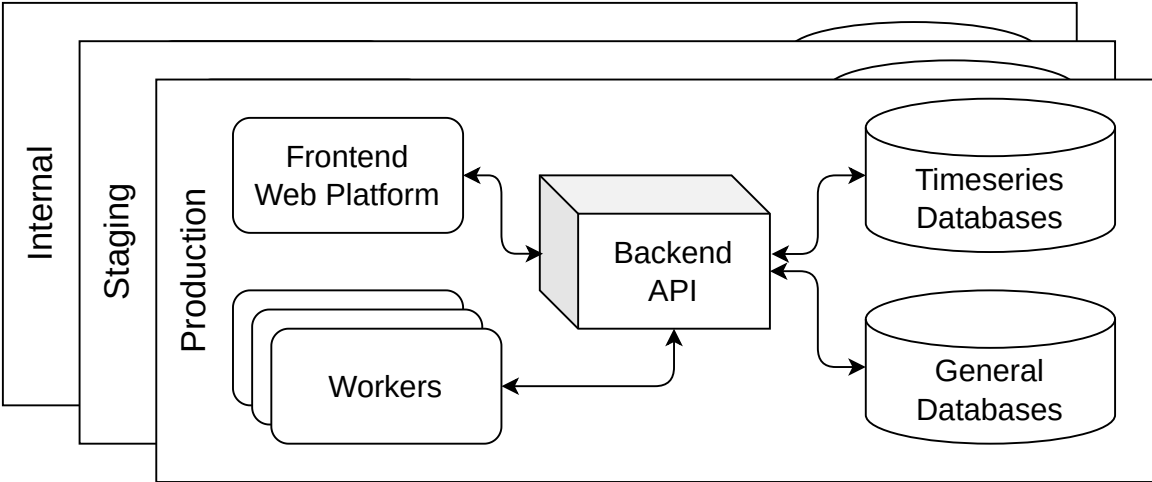 Internal
Staging
Production
Frontend
Web Platform
Workers
Backend
API
Timeseries
Databases
General
Databases